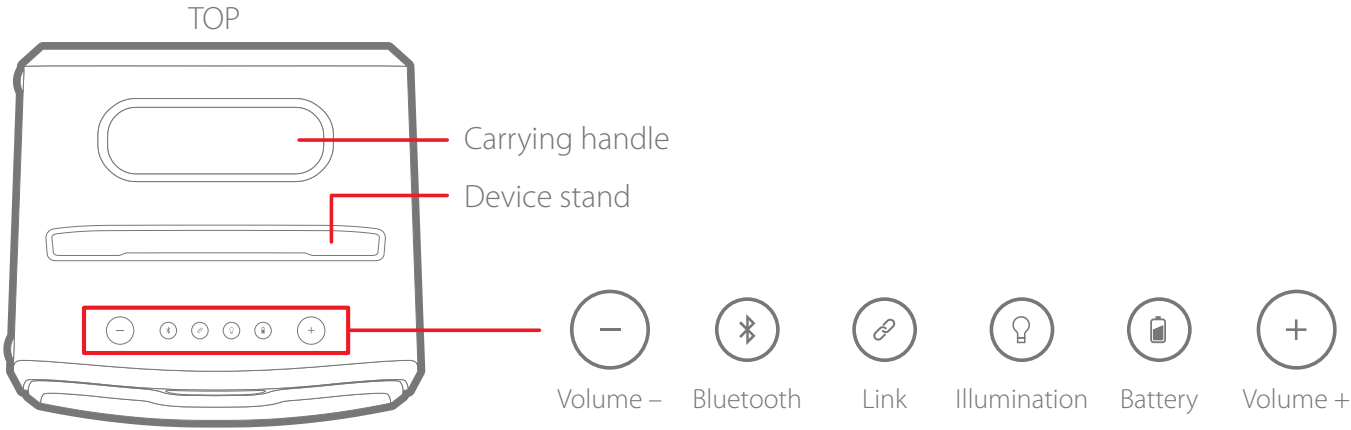 TOP
Carrying handle
Device stand
Volume – Bluetooth Link Illumination Battery Volume +